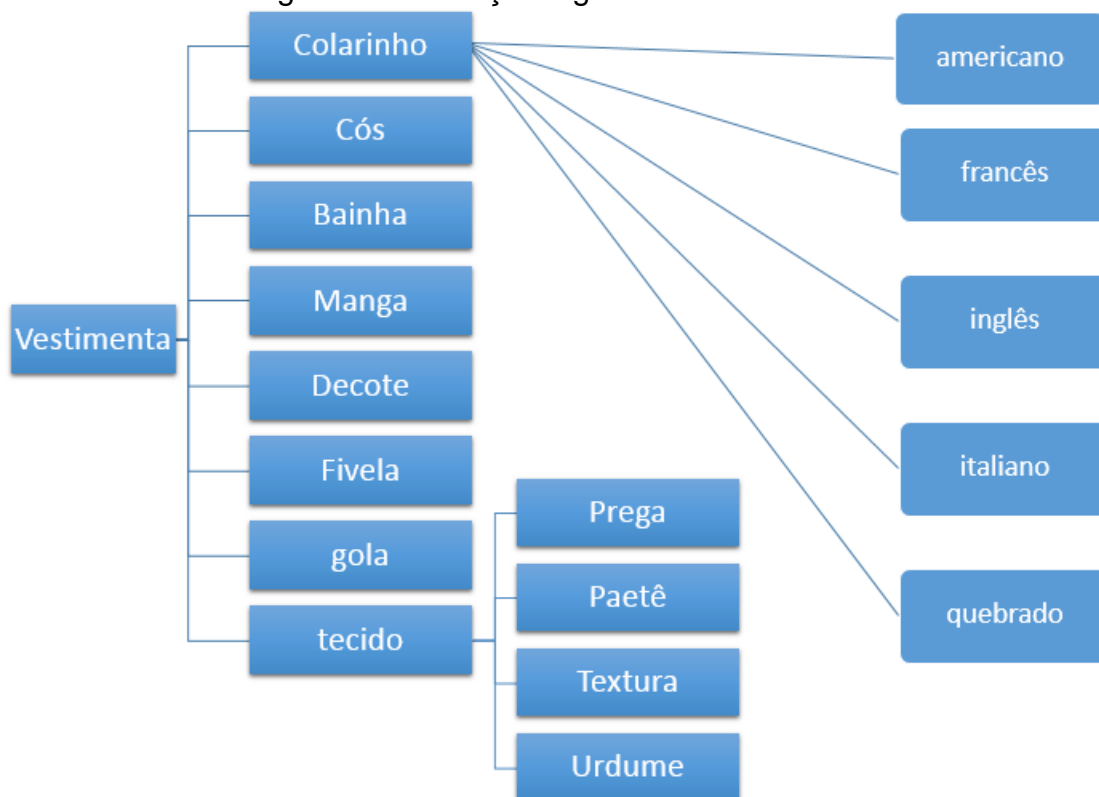 Colarinho
Cós
Bainha
Manga
Vestimenta
Decote
Fivela
gola
tecido
Prega
Paetê
Textura
Urdume
americano
francês
inglês
italiano
quebrado